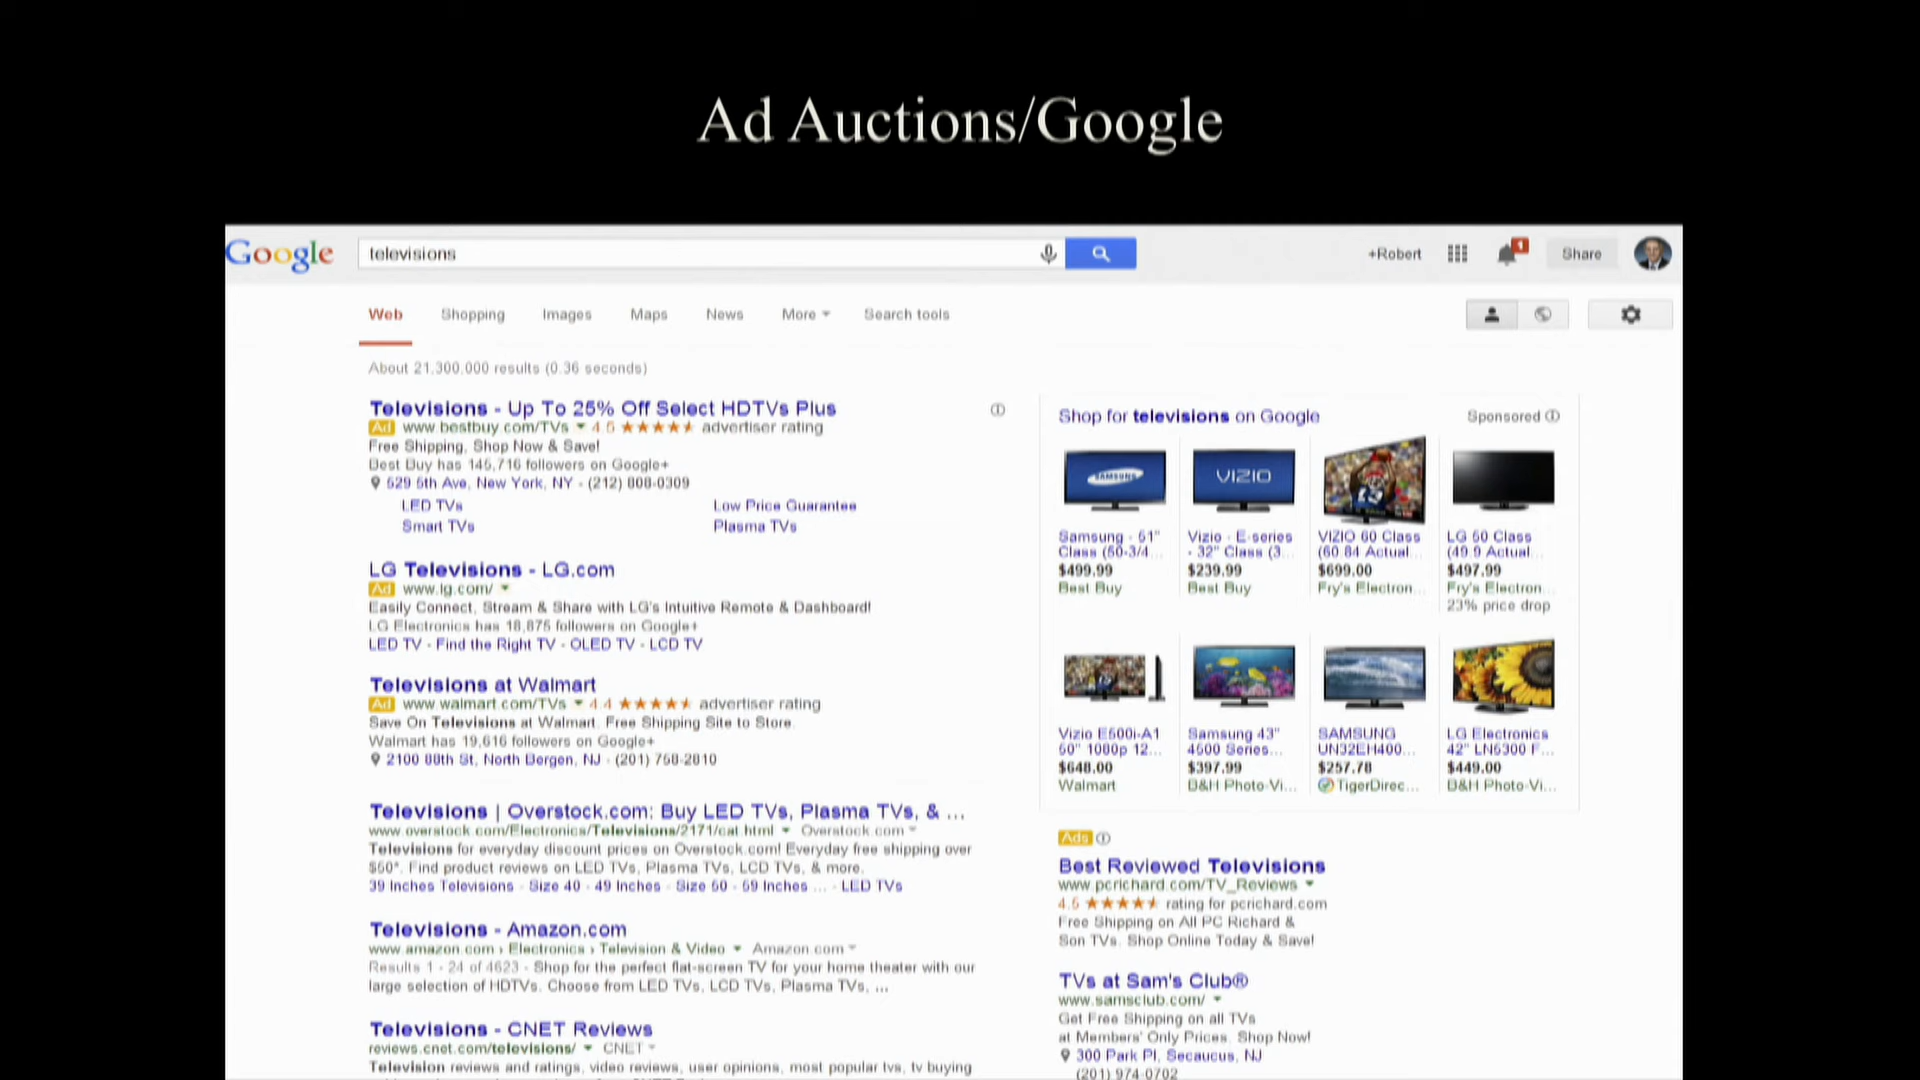 Ad Auctions/Google
Google
televisions
+Robert
1
Share
Web
Shopping
Images
Maps
News
More
Search tools
About 21,300,000 results (0.36 seconds)
Televisions - Up To 25% Off Select HDTVs Plus
Ad www.bestbuy.com/TVs 4.5 ★★★★★ advertiser rating
Free Shipping, Shop Now & Save!
Best Buy has 145,716 followers on Google+
529 5th Ave, New York, NY - (212) 808-0309
LED TVs
Low Price Guarantee
Smart TVs
Plasma TVs
LG Televisions - LG.com
Ad www.lg.com/
Easily Connect, Stream & Share with LG's Intuitive Remote & Dashboard!
LG Electronics has 18,875 followers on Google+
LED TV - Find the Right TV - OLED TV - LCD TV
Televisions at Walmart
Ad www.walmart.com/TVs 4.4 ★★★★★ advertiser rating
Save On Televisions at Walmart. Free Shipping Site to Store.
Walmart has 19,616 followers on Google+
2100 88th St, North Bergen, NJ - (201) 758-2810
Televisions | Overstock.com: Buy LED TVs, Plasma TVs, & ...
www.overstock.com/Electronics/Televisions/2171/cat.html Overstock.com
Televisions for everyday discount prices on Overstock.com! Everyday free shipping over
$50*. Find product reviews on LED TVs, Plasma TVs, LCD TVs, & more.
39 Inches Televisions - Size 40 - 49 Inches - Size 50 - 59 Inches ... - LED TVs
Televisions - Amazon.com
www.amazon.com › Electronics › Television & Video Amazon.com
Results 1 - 24 of 4623 - Shop for the perfect flat-screen TV for your home theater with our
large selection of HDTVs. Choose from LED TVs, LCD TVs, Plasma TVs, ...
Televisions - CNET Reviews
reviews.cnet.com/televisions/ CNET
Television reviews and ratings, video reviews, user opinions, most popular tvs, tv buying
Shop for televisions on Google
Sponsored
SAMSUNG
VIZIO
Samsung - 51"
Class (50-3/4...
$499.99
Best Buy
Vizio - E-series
- 32" Class (3...
$239.99
Best Buy
VIZIO 60 Class
(60.84 Actual...
$699.00
Fry's Electron...
LG 50 Class
(49.9 Actual...
$497.99
Fry's Electron...
23% price drop
Vizio E500i-A1
50" 1080p 12...
$648.00
Walmart
Samsung 43"
4500 Series...
$397.99
B&H Photo-Vi...
SAMSUNG
UN32EH400...
$257.78
TigerDirec...
LG Electronics
42" LN5300 F...
$449.00
B&H Photo-Vi...
Ads
Best Reviewed Televisions
www.pcrichard.com/TV_Reviews
4.5 ★★★★★ rating for pcrichard.com
Free Shipping on All PC Richard &
Son TVs. Shop Online Today & Save!
TVs at Sam's Club®
www.samsclub.com/
Get Free Shipping on all TVs
at Members' Only Prices. Shop Now!
300 Park Pl, Secaucus, NJ
(201) 974-0702